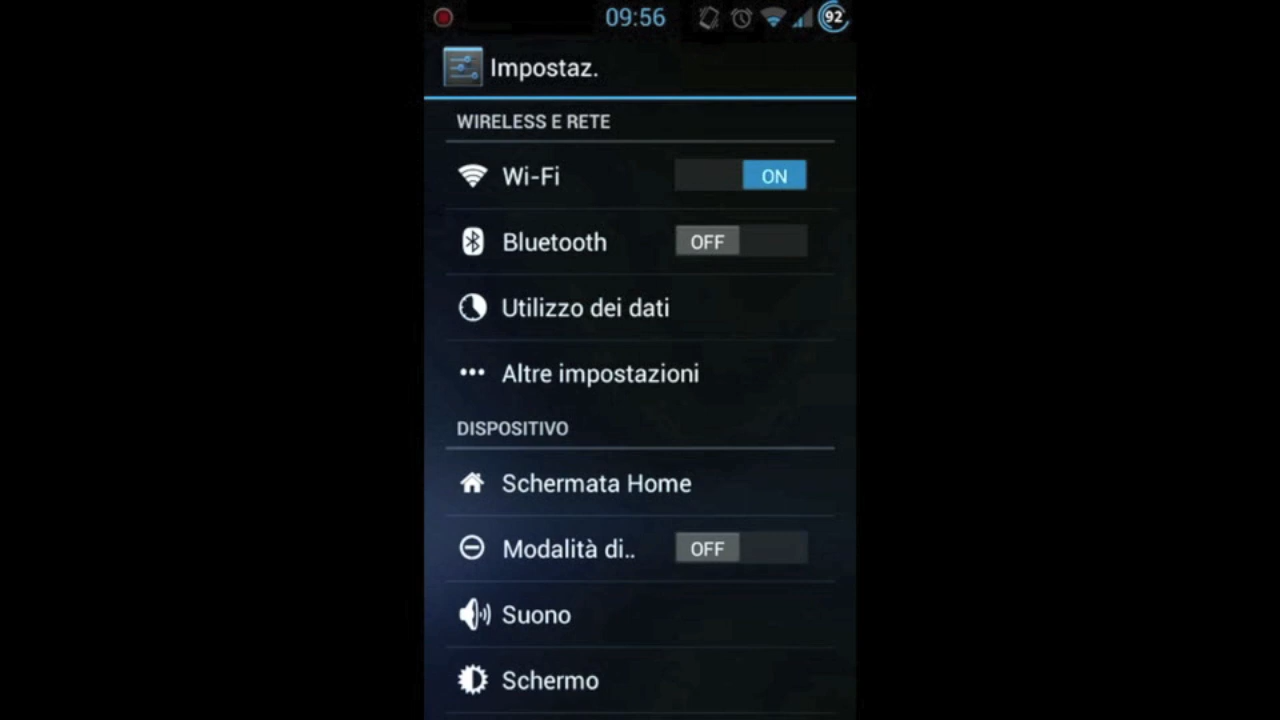 09:56
92
Impostaz.
WIRELESS E RETE
Wi-Fi
ON
Bluetooth
OFF
Utilizzo dei dati
Altre impostazioni
DISPOSITIVO
Schermata Home
Modalità di..
OFF
Suono
Schermo